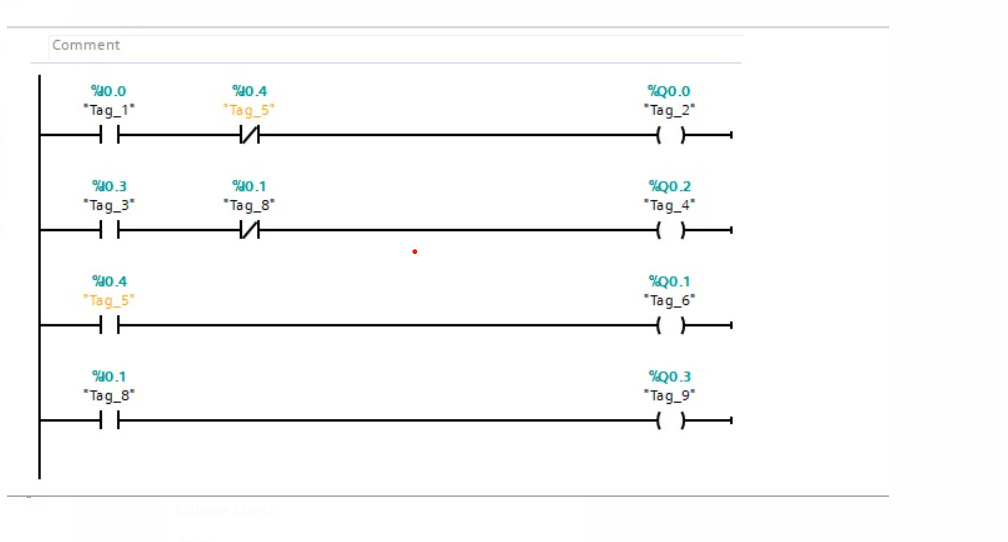 Comment
%I0.0 %I0.4 %Q0.0
"Tag_1" "Tag_5" "Tag_2"
%I0.3 %I0.1 %Q0.2
"Tag_3" "Tag_8" "Tag_4"
%I0.4 %Q0.1
"Tag_5" "Tag_6"
%I0.1 %Q0.3
"Tag_8" "Tag_9"